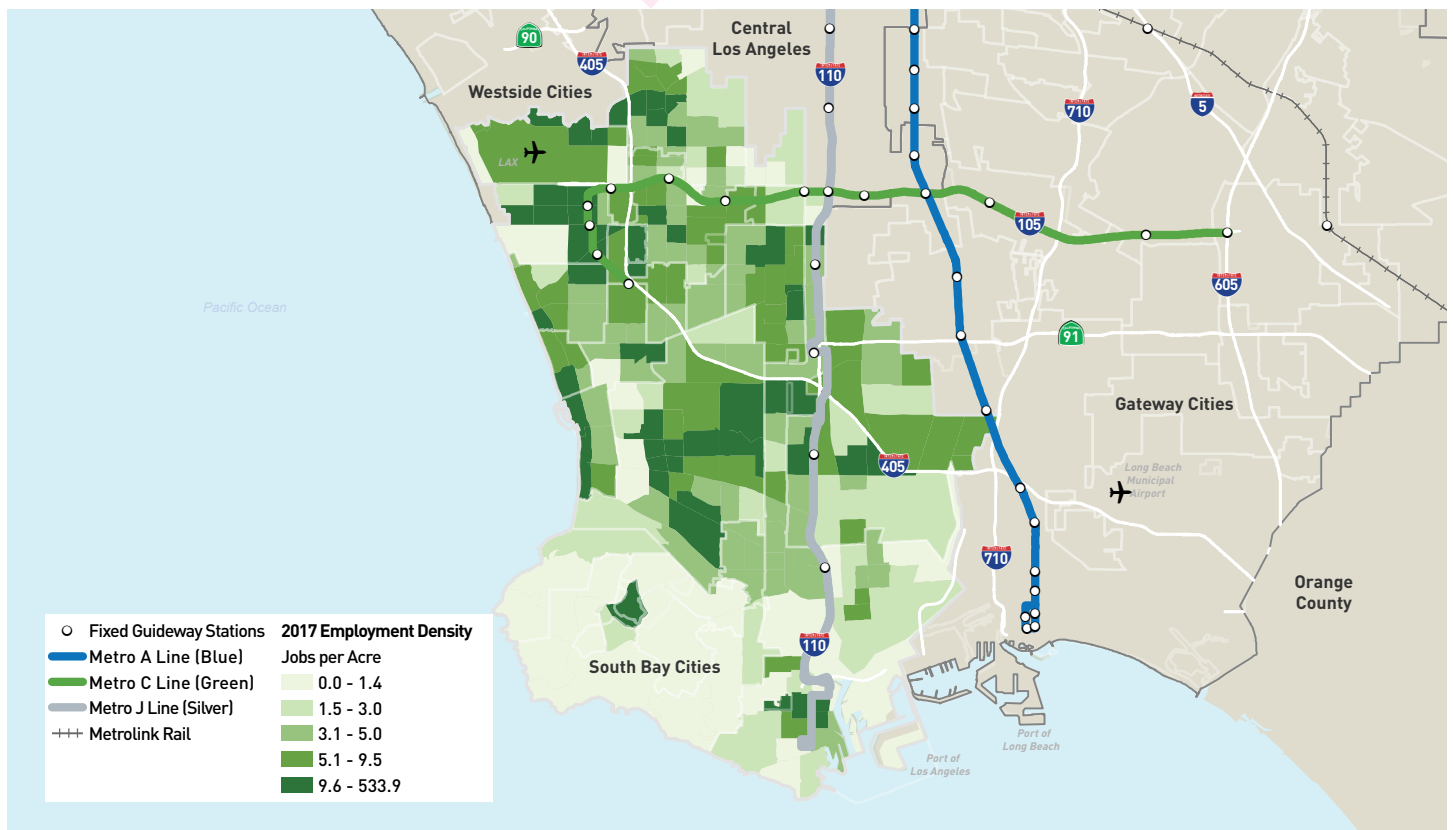 Central
Los Angeles
90
405
110
710
5
Westside Cities
LAX
105
605
Pacific Ocean
91
Gateway Cities
405
Long Beach
Municipal
Airport
710
Orange
County
110
South Bay Cities
Port of
Long Beach
Port of
Los Angeles
Fixed Guideway Stations
Metro A Line (Blue)
Metro C Line (Green)
Metro J Line (Silver)
Metrolink Rail
2017 Employment Density
Jobs per Acre
0.0 - 1.4
1.5 - 3.0
3.1 - 5.0
5.1 - 9.5
9.6 - 533.9